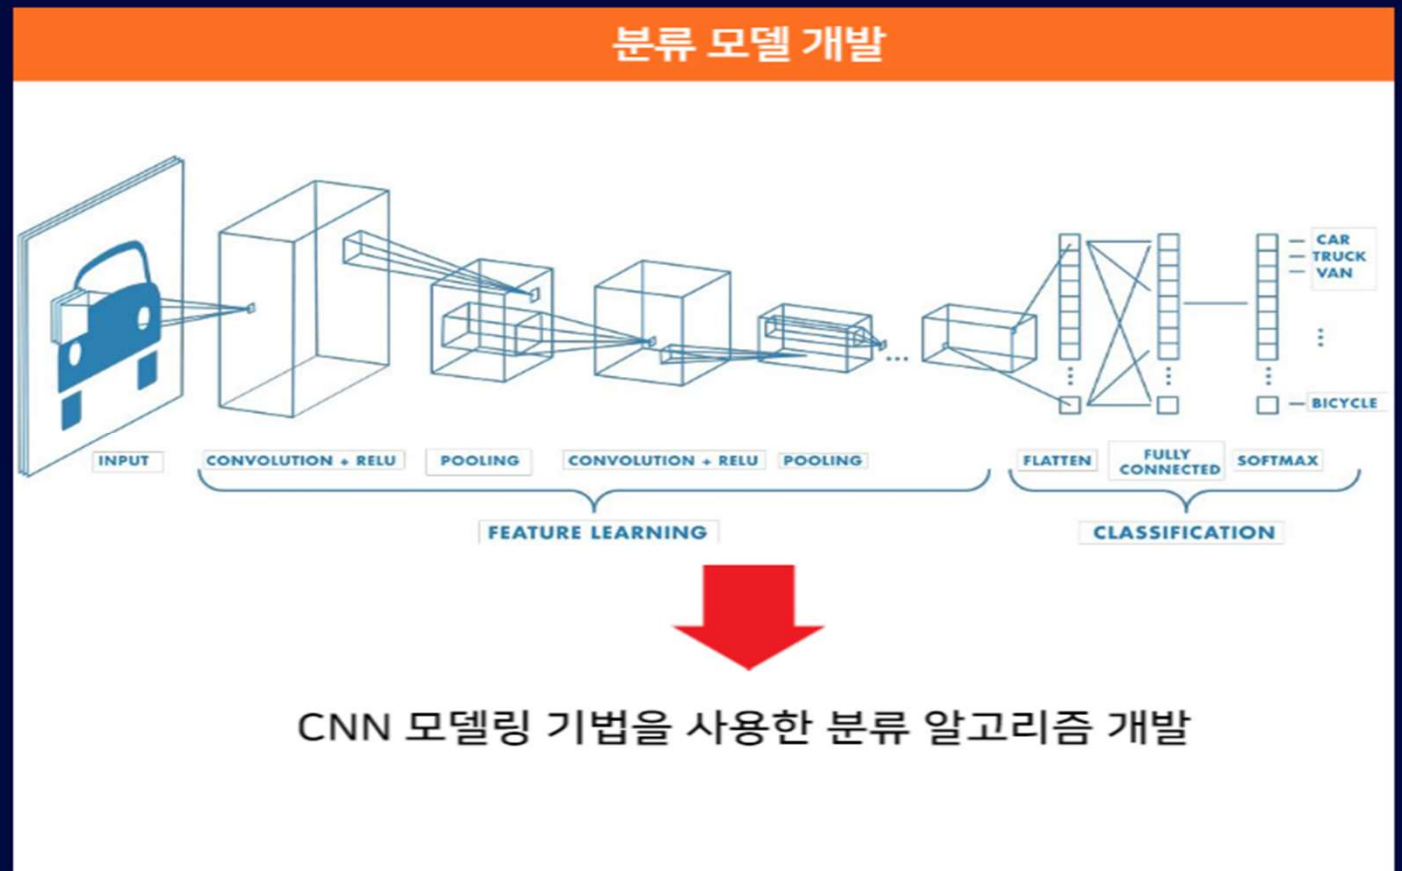 분류 모델 개발
CAR
TRUCK
VAN
BICYCLE
INPUT
CONVOLUTION + RELU
POOLING
CONVOLUTION + RELU
POOLING
FLATTEN
FULLY
CONNECTED
SOFTMAX
FEATURE LEARNING
CLASSIFICATION
CNN 모델링 기법을 사용한 분류 알고리즘 개발